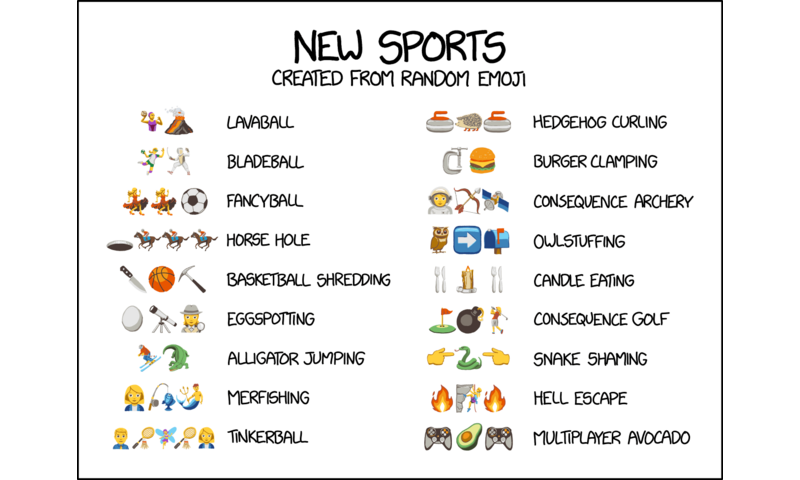 NEW SPORTS
CREATED FROM RANDOM EMOJI
LAVABALL
BLADEBALL
FANCYBALL
HORSE HOLE
BASKETBALL SHREDDING
EGGSPOTTING
ALLIGATOR JUMPING
MERFISHING
TINKERBALL
HEDGEHOG CURLING
BURGER CLAMPING
CONSEQUENCE ARCHERY
OWLSTUFFING
CANDLE EATING
CONSEQUENCE GOLF
SNAKE SHAMING
HELL ESCAPE
MULTIPLAYER AVOCADO